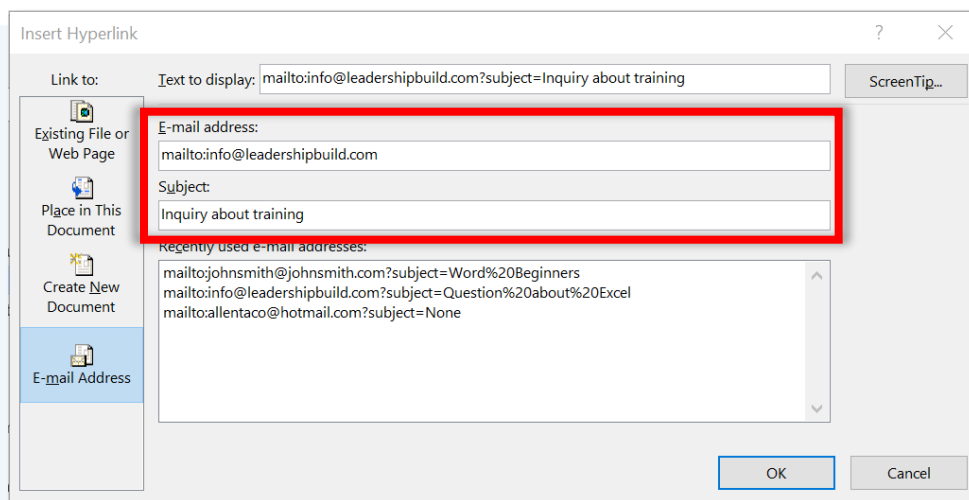 Insert Hyperlink
?
Link to:
Text to display: mailto:info@leadershipbuild.com?subject=Inquiry about training
ScreenTip...
Existing File or
Web Page
E-mail address:
mailto:info@leadershipbuild.com
Subject:
Inquiry about training
Place in This
Document
Recently used e-mail addresses:
mailto:johnsmith@johnsmith.com?subject=Word%20Beginners
mailto:info@leadershipbuild.com?subject=Question%20about%20Excel
mailto:allentaco@hotmail.com?subject=None
Create New
Document
E-mail Address
OK
Cancel